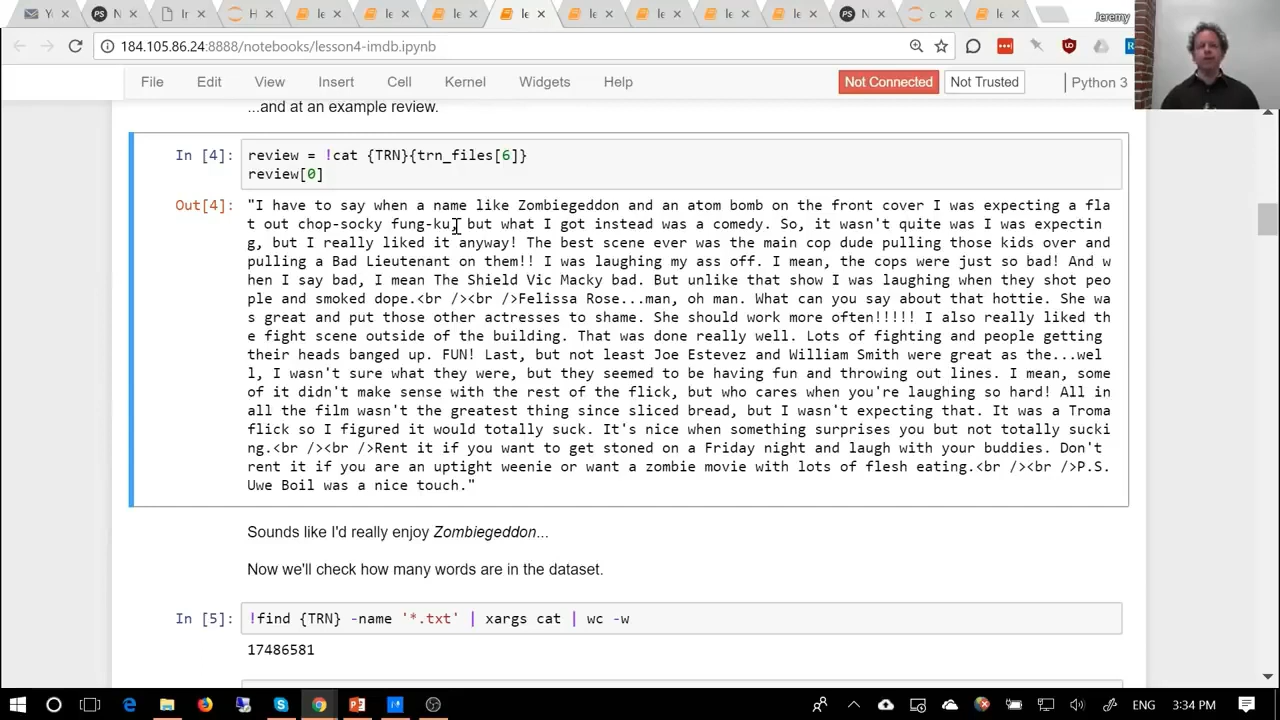 Jeremy
184.105.86.24:8888/notebooks/lesson4-imdb.ipynb
File Edit View Insert Cell Kernel Widgets Help Not Connected Not Trusted Python 3
...and at an example review.
In [4]: review = !cat {TRN}{trn_files[6]}
review[0]
Out[4]: "I have to say when a name like Zombiegeddon and an atom bomb on the front cover I was expecting a fla
t out chop-socky fung-ku, but what I got instead was a comedy. So, it wasn't quite was I was expectin
g, but I really liked it anyway! The best scene ever was the main cop dude pulling those kids over and
pulling a Bad Lieutenant on them!! I was laughing my ass off. I mean, the cops were just so bad! And w
hen I say bad, I mean The Shield Vic Macky bad. But unlike that show I was laughing when they shot peo
ple and smoked dope.<br /><br />Felissa Rose...man, oh man. What can you say about that hottie. She wa
s great and put those other actresses to shame. She should work more often!!!!! I also really liked th
e fight scene outside of the building. That was done really well. Lots of fighting and people getting
their heads banged up. FUN! Last, but not least Joe Estevez and William Smith were great as the...wel
l, I wasn't sure what they were, but they seemed to be having fun and throwing out lines. I mean, some
of it didn't make sense with the rest of the flick, but who cares when you're laughing so hard! All in
all the film wasn't the greatest thing since sliced bread, but I wasn't expecting that. It was a Troma
flick so I figured it would totally suck. It's nice when something surprises you but not totally sucki
ng.<br /><br />Rent it if you want to get stoned on a Friday night and laugh with your buddies. Don't
rent it if you are an uptight weenie or want a zombie movie with lots of flesh eating.<br /><br />P.S.
Uwe Boil was a nice touch."
Sounds like I'd really enjoy Zombiegeddon...
Now we'll check how many words are in the dataset.
In [5]: !find {TRN} -name '*.txt' | xargs cat | wc -w
17486581
ENG 3:34 PM